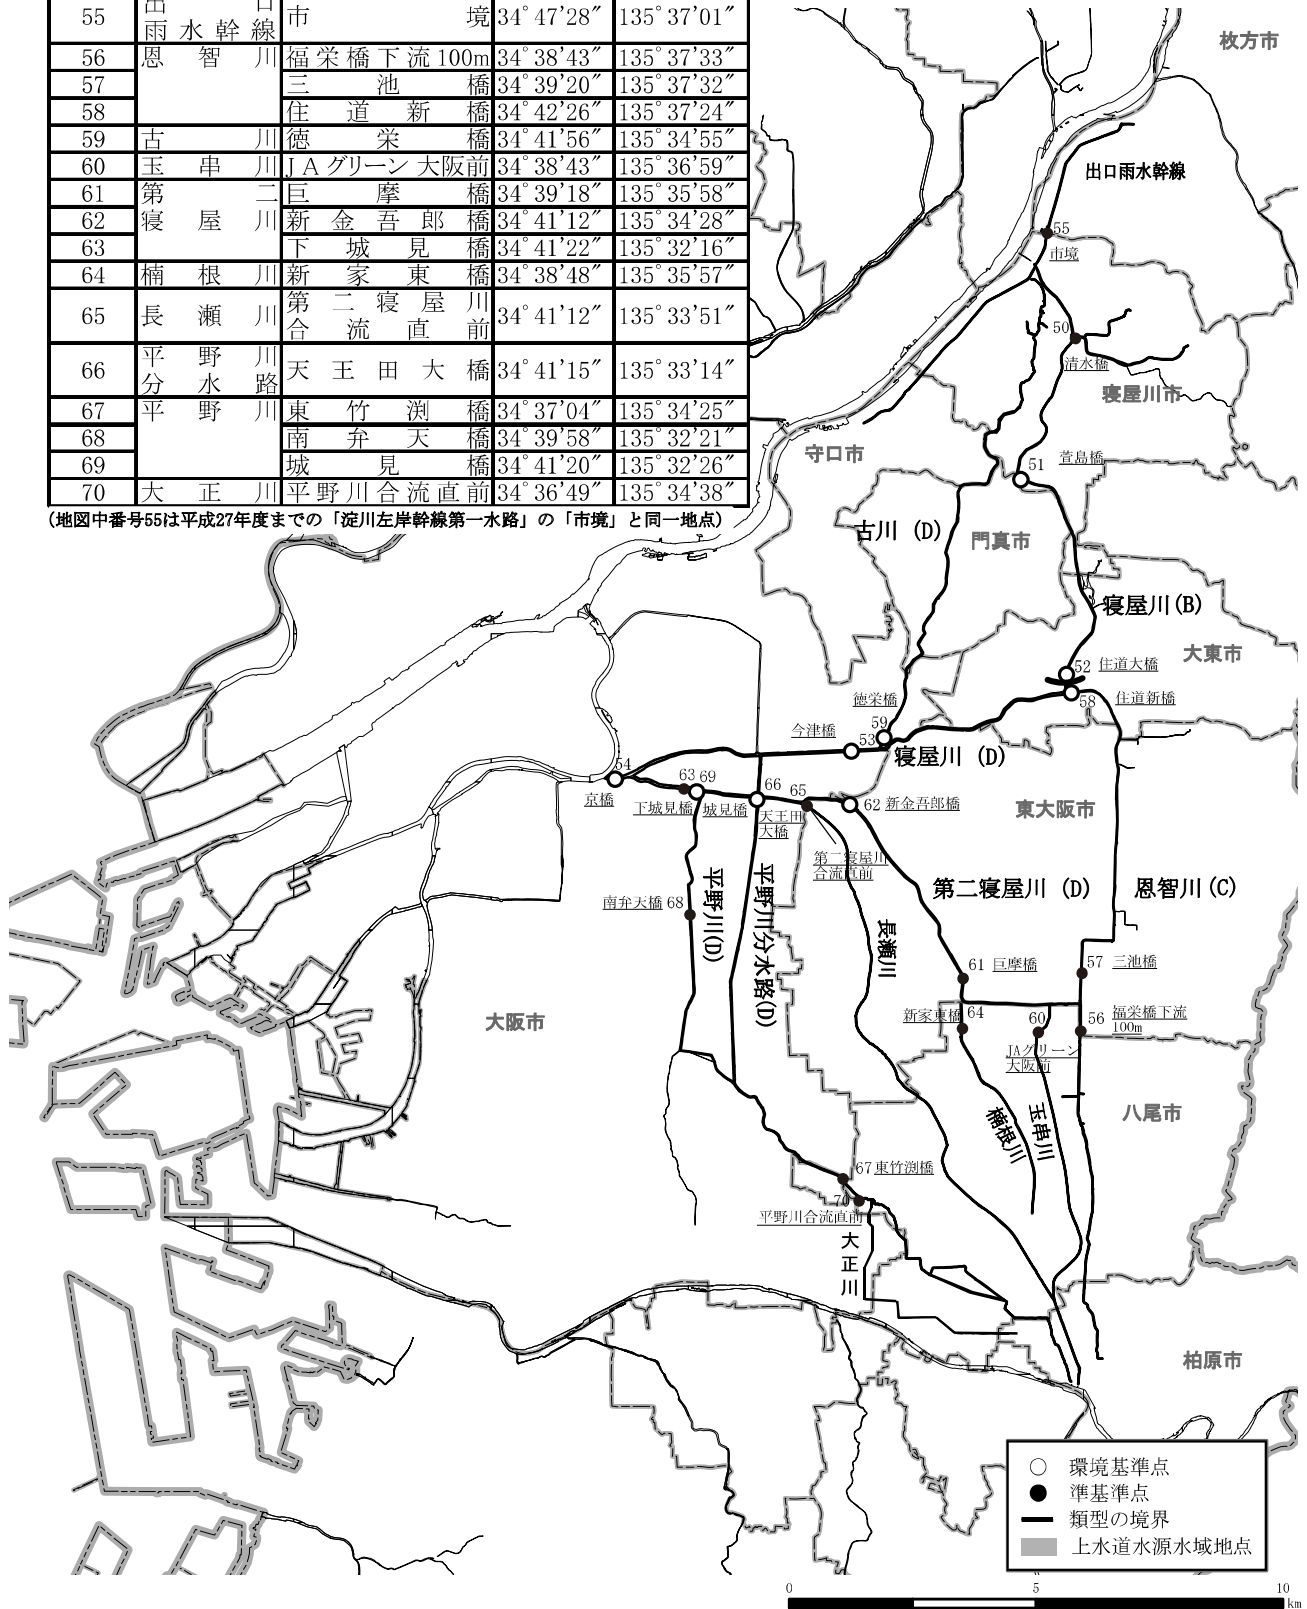 55 出口 市境 34°47'28″ 135°37'01″
雨水幹線
56 恩智川 福栄橋下流100m 34°38'43″ 135°37'33″
57 三池橋 34°39'20″ 135°37'32″
58 住道新橋 34°42'26″ 135°37'24″
59 古川 徳栄橋 34°41'56″ 135°34'55″
60 玉串川 JAグリーン大阪前 34°38'43″ 135°36'59″
61 第二 巨摩橋 34°39'18″ 135°35'58″
62 寝屋川 新金吾郎橋 34°41'12″ 135°34'28″
63 下城見橋 34°41'22″ 135°32'16″
64 楠根川 新家東橋 34°38'48″ 135°35'57″
65 長瀬川 第二寝屋川 34°41'12″ 135°33'51″
合流直前
66 平野川 天王田大橋 34°41'15″ 135°33'14″
分水路
67 平野川 東竹渕橋 34°37'04″ 135°34'25″
68 南弁天橋 34°39'58″ 135°32'21″
69 城見橋 34°41'20″ 135°32'26″
70 大正川 平野川合流直前 34°36'49″ 135°34'38″
(地図中番号55は平成27年度までの「淀川左岸幹線第一水路」の「市境」と同一地点)
枚方市
出口雨水幹線
55
市境
50
清水橋
寝屋川市
守口市
51
萱島橋
古川 (D)
門真市
寝屋川(B)
大東市
52 住道大橋
58 住道新橋
徳栄橋
59
今津橋
53
寝屋川 (D)
54
京橋
63 69
下城見橋 城見橋
66
天王田
大橋
65
第二寝屋川
合流直前
62 新金吾郎橋
東大阪市
第二寝屋川 (D)
恩智川(C)
南弁天橋 68
平野川(D)
平野川分水路(D)
長瀬川
61 巨摩橋
57 三池橋
新家東橋 64
60
JAグリーン
大阪前
56 福栄橋下流
100m
大阪市
楠根川
玉串川
八尾市
67 東竹渕橋
70
平野川合流直前
大正川
柏原市
○ 環境基準点
● 準基準点
類型の境界
上水道水源水域地点
0 5 10
km